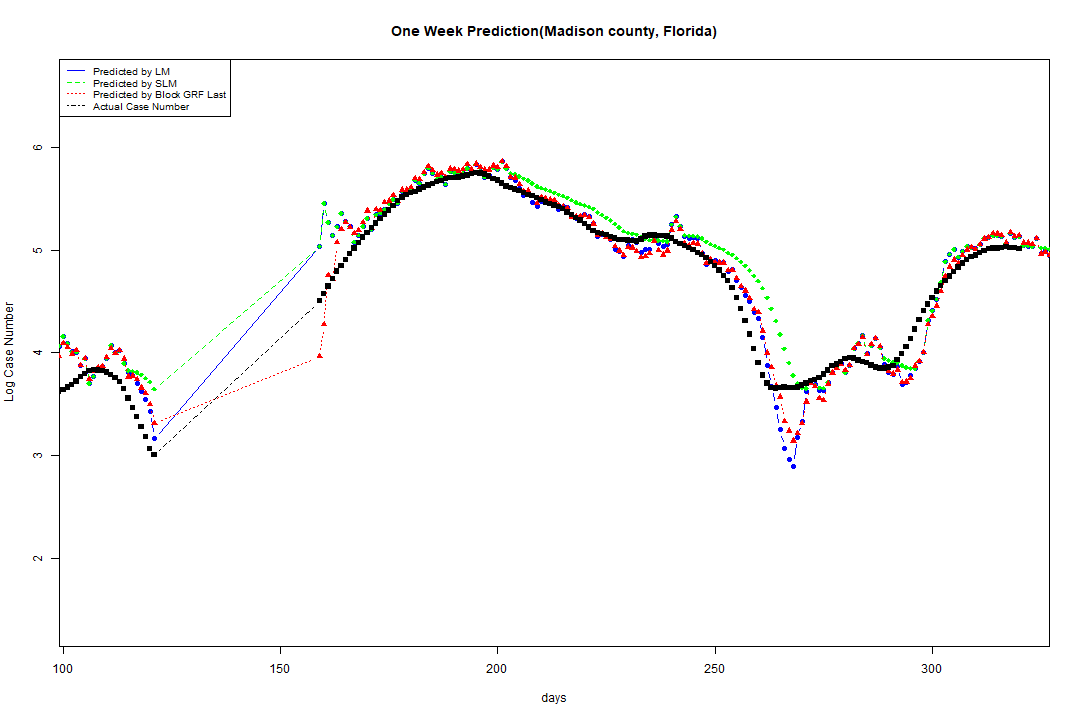 One Week Prediction(Madison county, Florida)
Predicted by LM
Predicted by SLM
Predicted by Block GRF Last
Actual Case Number
6
5
4
3
2
Log Case Number
100 150 200 250 300
days